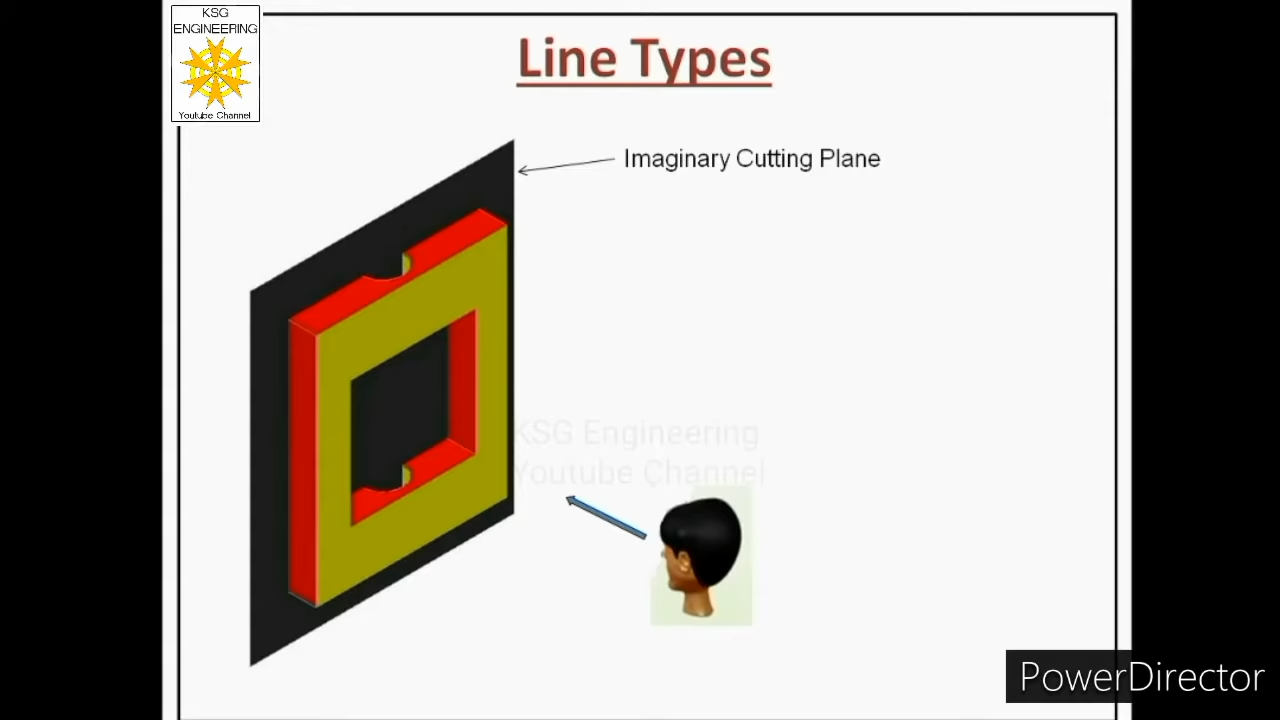 KSG
ENGINEERING
Youtube Channel
Line Types
Imaginary Cutting Plane
KSG Engineering
Youtube Channel
PowerDirector